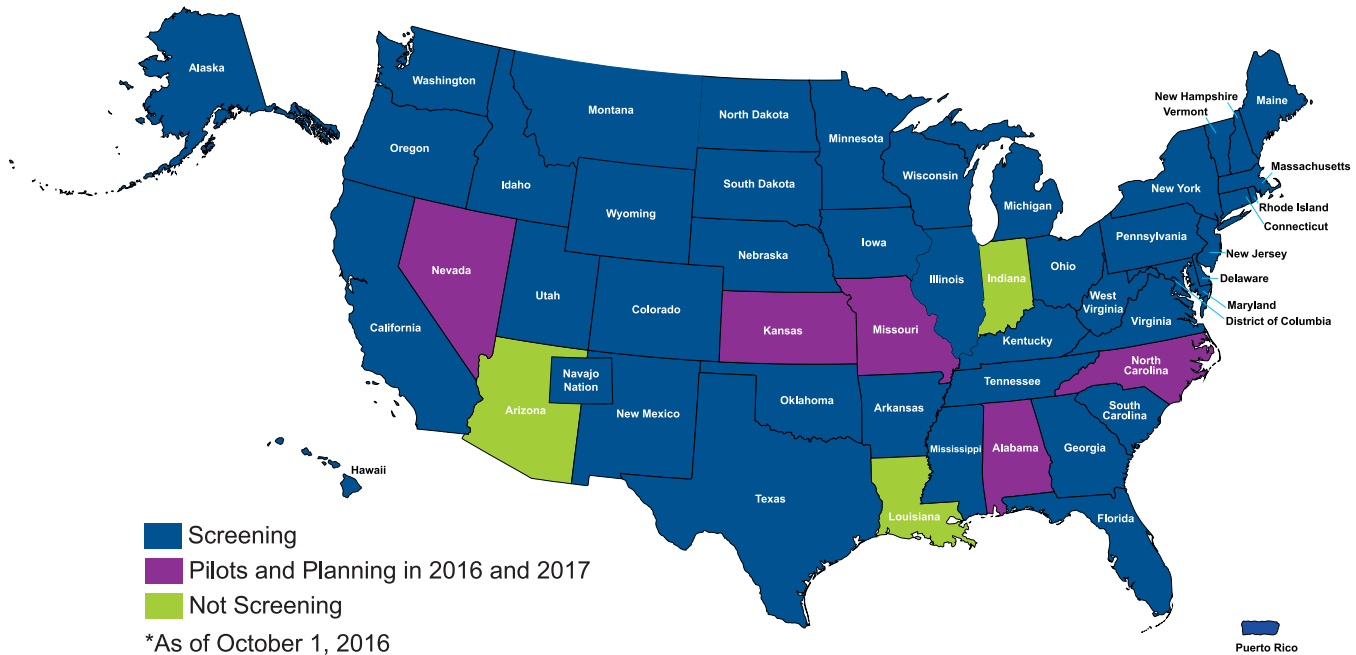 Alaska
Washington
Montana
North Dakota
Minnesota
New Hampshire
Vermont
Maine
Oregon
Idaho
Wyoming
South Dakota
Wisconsin
Michigan
New York
Massachusetts
Rhode Island
Connecticut
Nevada
Utah
Colorado
Nebraska
Iowa
Illinois
Indiana
Ohio
Pennsylvania
New Jersey
Delaware
Maryland
District of Columbia
West
Virginia
Virginia
California
Kansas
Missouri
Kentucky
North
Carolina
Tennessee
Arizona
Navajo
Nation
New Mexico
Oklahoma
Arkansas
South
Carolina
Mississippi
Alabama
Georgia
Hawaii
Texas
Louisiana
Florida
Screening
Pilots and Planning in 2016 and 2017
Not Screening
*As of October 1, 2016
Puerto Rico